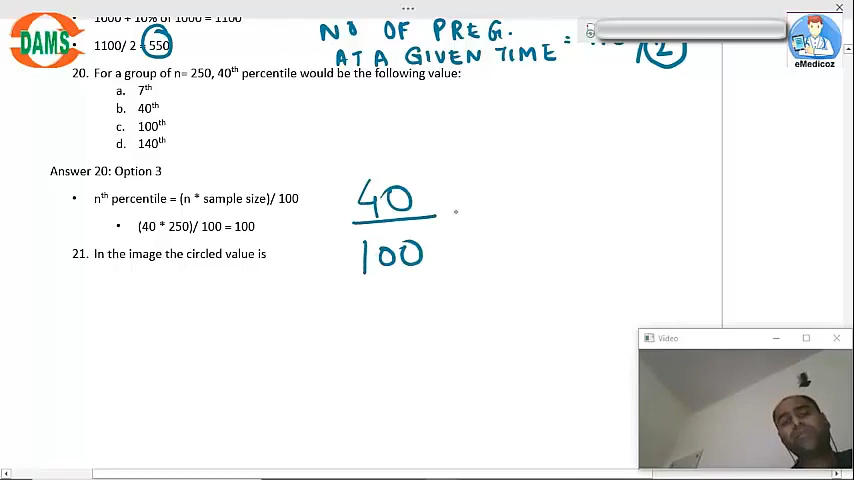 1000 + 10% of 1000 = 1100
N O OF PREG.
DAMS
1100/ 2 = 550
AT A GIVEN TIME =
2
eMedicoz
20. For a group of n= 250, 40th percentile would be the following value:
a. 7th
b. 40th
c. 100th
d. 140th
Answer 20: Option 3
nth percentile = (n * sample size)/ 100
40
(40 * 250)/ 100 = 100
100
21. In the image the circled value is
Video